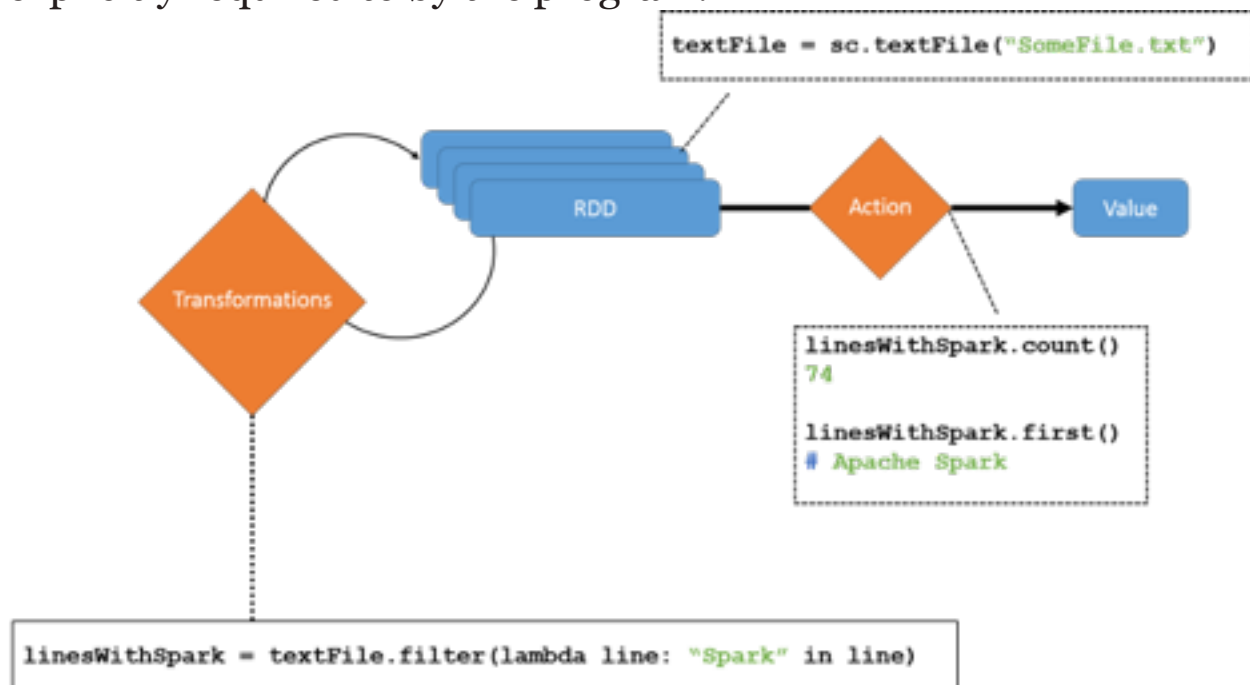 textFile = sc.textFile("SomeFile.txt")
RDD
Action
Value
Transformations
linesWithSpark.count()
74
linesWithSpark.first()
# Apache Spark
linesWithSpark = textFile.filter(lambda line: "Spark" in line)